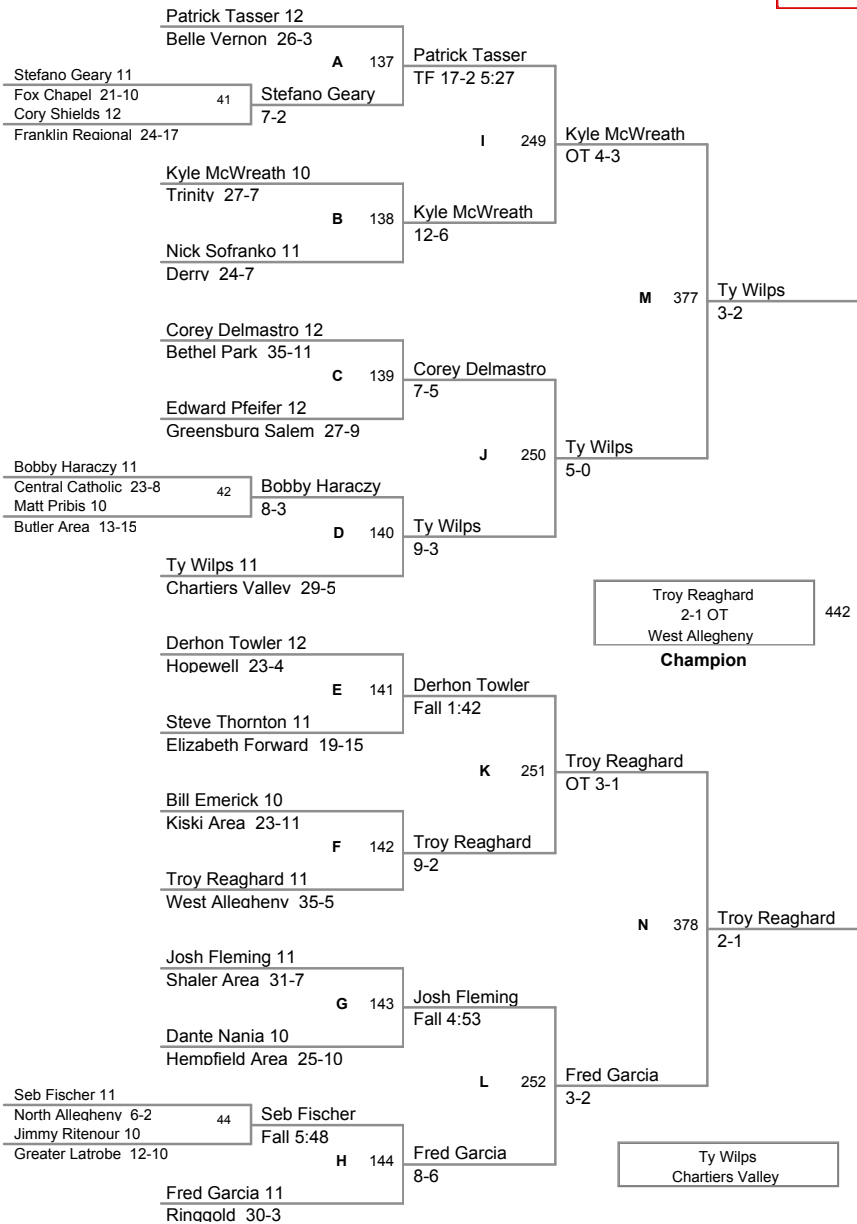 Patrick Tasser 12
Belle Vernon 26-3
A 137
Patrick Tasser
TF 17-2 5:27
Stefano Geary 11
Fox Chapel 21-10
41
Stefano Geary
7-2
Cory Shields 12
Franklin Regional 24-17
I 249
Kyle McWreath
OT 4-3
Kyle McWreath 10
Trinity 27-7
B 138
Kyle McWreath
12-6
Nick Sofranko 11
Derry 24-7
M 377
Ty Wilps
3-2
Corey Delmastro 12
Bethel Park 35-11
C 139
Corey Delmastro
7-5
Edward Pfeifer 12
Greensburg Salem 27-9
J 250
Ty Wilps
5-0
Bobby Haraczy 11
Central Catholic 23-8
42
Bobby Haraczy
8-3
Matt Pribis 10
Butler Area 13-15
D 140
Ty Wilps
9-3
Ty Wilps 11
Chartiers Valley 29-5
Troy Reaghard
2-1 OT
West Allegheny
442
Champion
Derhon Towler 12
Hopewell 23-4
E 141
Derhon Towler
Fall 1:42
Steve Thornton 11
Elizabeth Forward 19-15
K 251
Troy Reaghard
OT 3-1
Bill Emerick 10
Kiski Area 23-11
F 142
Troy Reaghard
9-2
Troy Reaghard 11
West Allegheny 35-5
N 378
Troy Reaghard
2-1
Josh Fleming 11
Shaler Area 31-7
G 143
Josh Fleming
Fall 4:53
Dante Nania 10
Hempfield Area 25-10
L 252
Fred Garcia
3-2
Seb Fischer 11
North Allegheny 6-2
44
Seb Fischer
Fall 5:48
Jimmy Ritenour 10
Greater Latrobe 12-10
H 144
Fred Garcia
8-6
Fred Garcia 11
Ringgold 30-3
Ty Wilps
Chartiers Valley